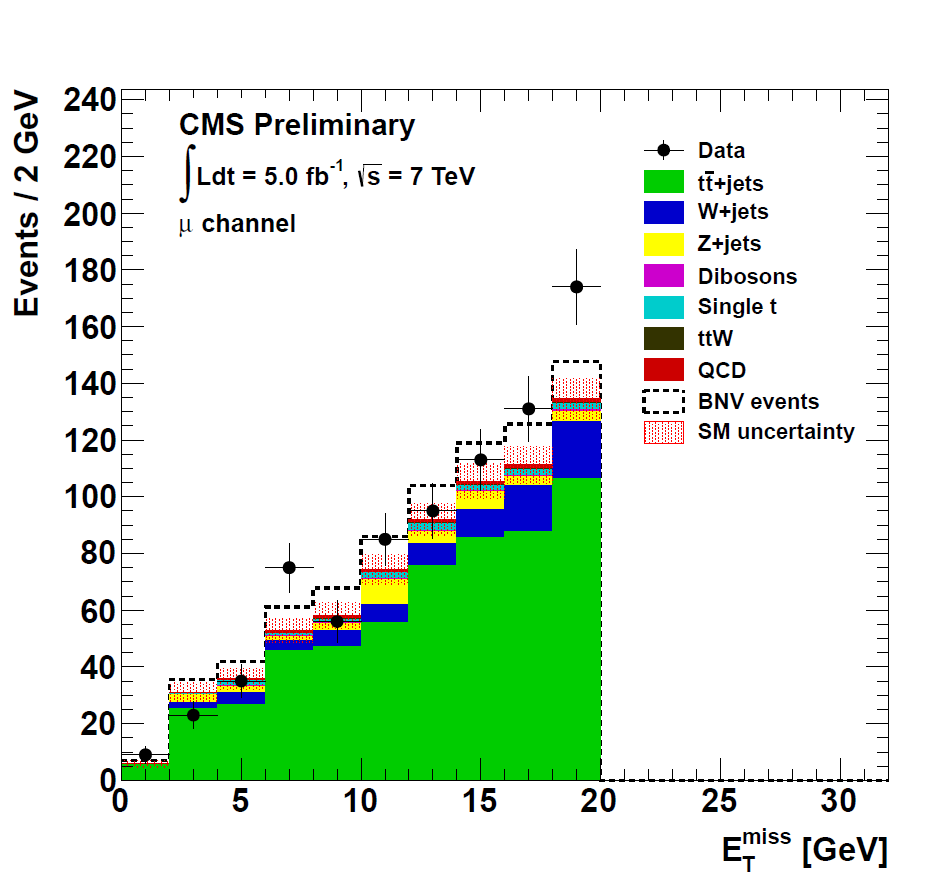 Events / 2 GeV
240
220
200
180
160
140
120
100
80
60
40
20
0
CMS Preliminary
∫Ldt = 5.0 fb⁻¹, √s = 7 TeV
μ channel
Data
tt̄+jets
W+jets
Z+jets
Dibosons
Single t
ttW
QCD
BNV events
SM uncertainty
0 5 10 15 20 25 30
E_T^miss [GeV]